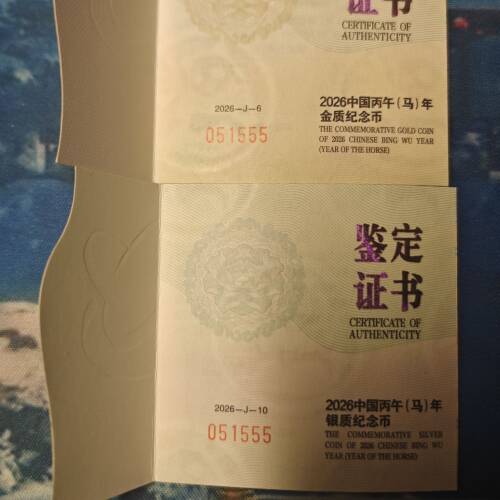 证书
CERTIFICATE OF
AUTHENTICITY
2026-J-6
051555
2026中国丙午(马)年
金质纪念币
THE COMMEMORATIVE GOLD COIN
OF 2026 CHINESE BING WU YEAR
(YEAR OF THE HORSE)
鉴定
证书
CERTIFICATE OF
AUTHENTICITY
2026-J-10
051555
2026中国丙午(马)年
银质纪念币
THE COMMEMORATIVE SILVER
COIN OF 2026 CHINESE BING WU
YEAR (YEAR OF THE HORSE)